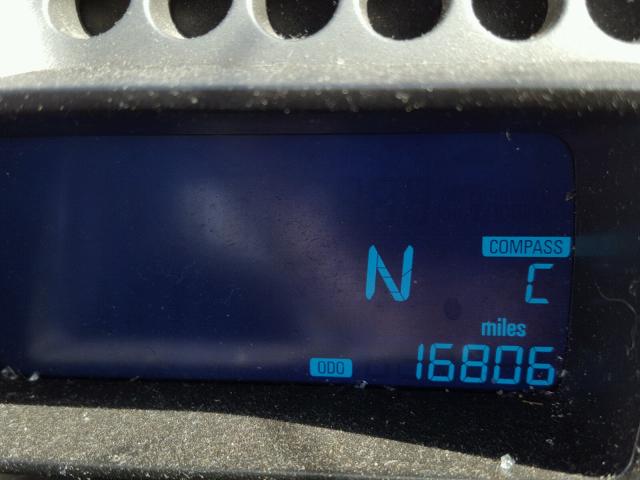 COMPASS
N C
miles
ODO 16806